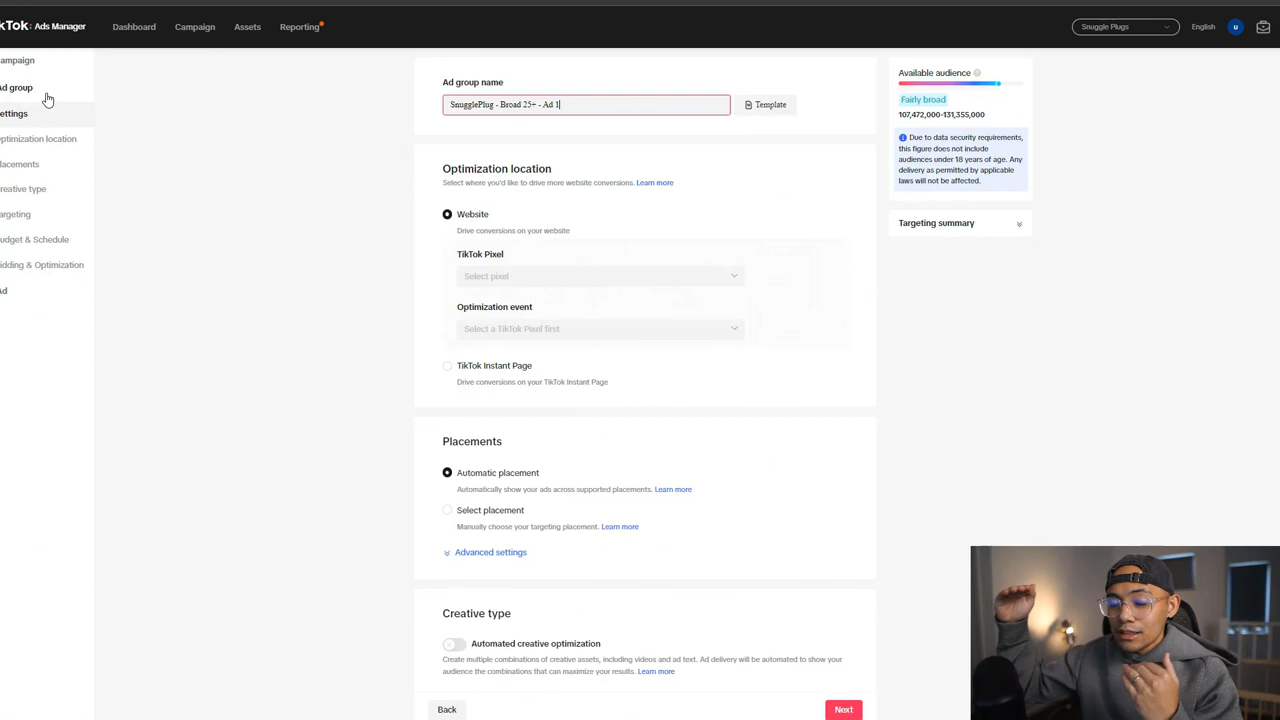 kTok: Ads Manager
Dashboard
Campaign
Assets
Reporting
Snuggle Plugs
English
u
ampaign
Ad group
ettings
ptimization location
lacements
reative type
argeting
udget & Schedule
idding & Optimization
Ad
Ad group name
SnugglePlug - Broad 25+ - Ad 1
Template
Optimization location
Select where you'd like to drive more website conversions. Learn more
Website
Drive conversions on your website
TikTok Pixel
Select pixel
Optimization event
Select a TikTok Pixel first
TikTok Instant Page
Drive conversions on your TikTok Instant Page
Placements
Automatic placement
Automatically show your ads across supported placements. Learn more
Select placement
Manually choose your targeting placement. Learn more
Advanced settings
Creative type
Automated creative optimization
Create multiple combinations of creative assets, including videos and ad text. Ad delivery will be automated to show your
audience the combinations that can maximize your results. Learn more
Back
Next
Available audience
Fairly broad
107,472,000-131,355,000
Due to data security requirements,
this figure does not include
audiences under 18 years of age. Any
delivery as permitted by applicable
laws will not be affected.
Targeting summary